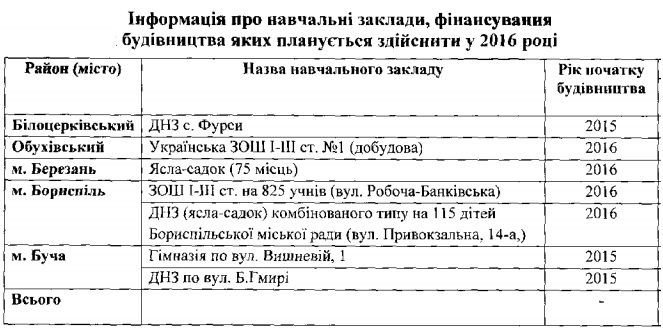 Інформація про навчальні заклади, фінансування
будівництва яких планується здійснити у 2016 році
Район (місто) Назва навчального закладу Рік початку
будівництва
Білоцерківський ДНЗ с. Фурси 2015
Обухівський Українська ЗОШ І-ІІІ ст. №1 (добудова) 2016
м. Березань Ясла-садок (75 місць) 2016
м. Бориспіль ЗОШ І-ІІІ ст. на 825 учнів (вул. Робоча-Банківська) 2016
ДНЗ (ясла-садок) комбінованого типу на 115 дітей 2016
Бориспільської міської ради (вул. Привокзальна, 14-а,)
м. Буча Гімназія по вул. Вишневій, 1 2015
ДНЗ по вул. Б.Гмирі 2015
Всього -